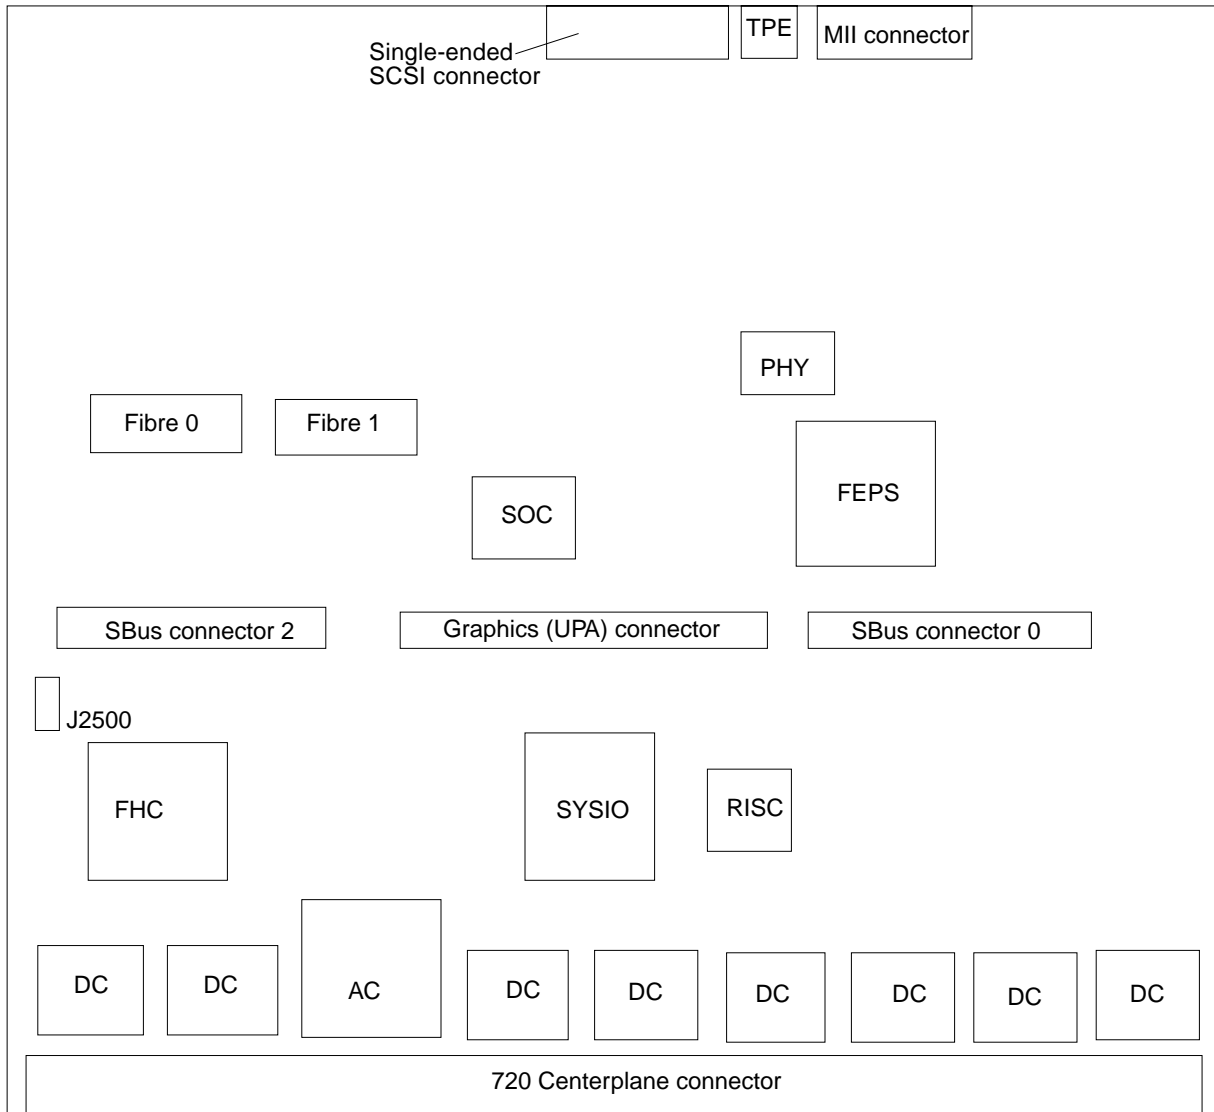 TPE
MII connector
Single-ended
SCSI connector
PHY
Fibre 0
Fibre 1
FEPS
SOC
SBus connector 2
Graphics (UPA) connector
SBus connector 0
J2500
FHC
SYSIO
RISC
DC
DC
AC
DC
DC
DC
DC
DC
DC
720 Centerplane connector